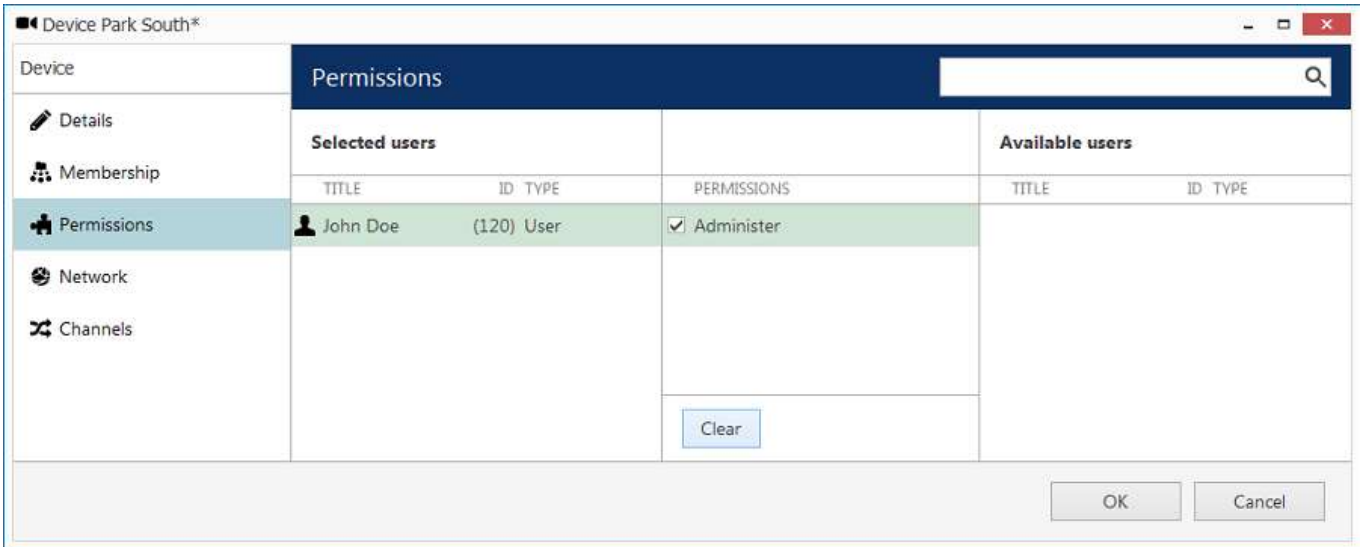 Device Park South*
Device
Permissions
Details
Membership
Permissions
Network
Channels
Selected users
Available users
TITLE ID TYPE
PERMISSIONS
TITLE ID TYPE
John Doe (120) User
Administer
Clear
OK
Cancel